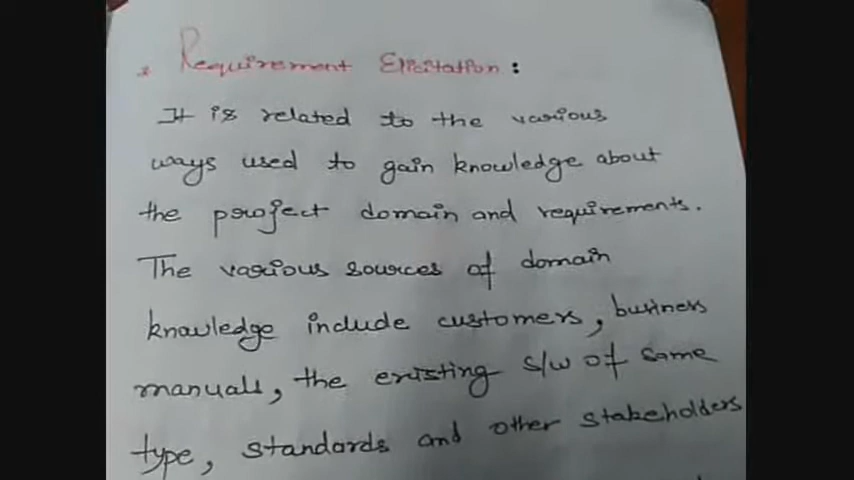 * Requirement Elicitation :
It is related to the various
ways used to gain knowledge about
the project domain and requirements.
The various sources of domain
knowledge include customers, business
manuals, the existing s/w of same
type, standards and other stakeholders